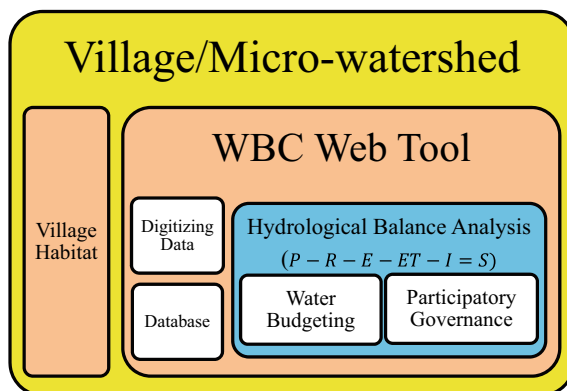 Village/Micro-watershed
WBC Web Tool
Village
Habitat
Digitizing
Data
Database
Hydrological Balance Analysis
(P − R − E − ET − I = S)
Water
Budgeting
Participatory
Governance